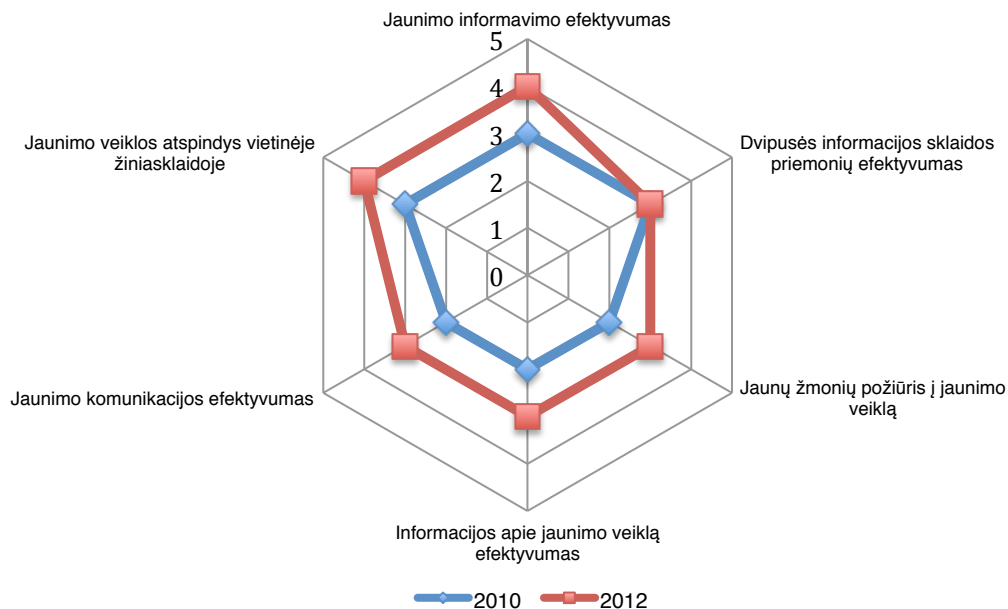 Jaunimo informavimo efektyvumas
5
4
3
2
1
0
Dvipusės informacijos sklaidos
priemonių efektyvumas
Jaunų žmonių požiūris į jaunimo
veiklą
Informacijos apie jaunimo veiklą
efektyvumas
Jaunimo komunikacijos efektyvumas
Jaunimo veiklos atspindys vietinėje
žiniasklaidoje
2010
2012